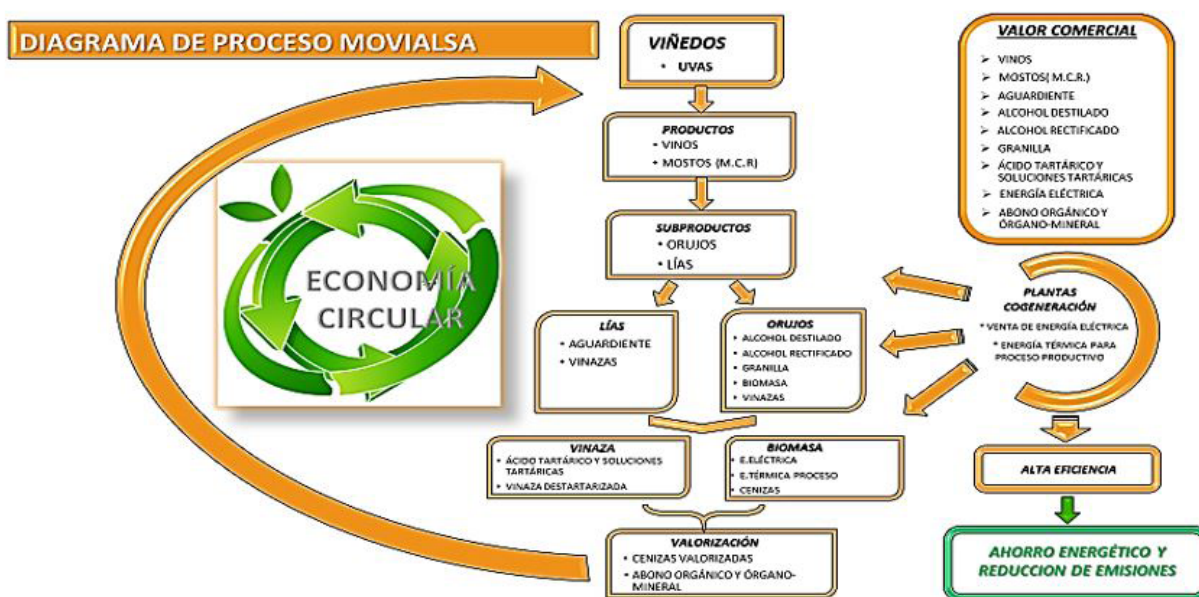 DIAGRAMA DE PROCESO MOVIALSA
VIÑEDOS
• UVAS
PRODUCTOS
• VINOS
• MOSTOS (M.C.R)
SUBPRODUCTOS
• ORUJOS
• LÍAS
LÍAS
• AGUARDIENTE
• VINAZAS
ORUJOS
• ALCOHOL DESTILADO
• ALCOHOL RECTIFICADO
• GRANILLA
• BIOMASA
• VINAZAS
VINAZA
• ÁCIDO TARTÁRICO Y SOLUCIONES
TARTÁRICAS
• VINAZA DESTARTARIZADA
BIOMASA
• E.ELÉCTRICA
• E.TÉRMICA PROCESO
• CENIZAS
VALORIZACIÓN
• CENIZAS VALORIZADAS
• ABONO ORGÁNICO Y ÓRGANO-
MINERAL
ECONOMÍA
CIRCULAR
VALOR COMERCIAL
➢ VINOS
➢ MOSTOS( M.C.R.)
➢ AGUARDIENTE
➢ ALCOHOL DESTILADO
➢ ALCOHOL RECTIFICADO
➢ GRANILLA
➢ ÁCIDO TARTÁRICO Y
SOLUCIONES TARTÁRICAS
➢ ENERGÍA ELÉCTRICA
➢ ABONO ORGÁNICO Y
ÓRGANO-MINERAL
PLANTAS
COGENERACIÓN
* VENTA DE ENERGÍA ELÉCTRICA
* ENERGÍA TÉRMICA PARA
PROCESO PRODUCTIVO
ALTA EFICIENCIA
AHORRO ENERGÉTICO Y
REDUCCION DE EMISIONES